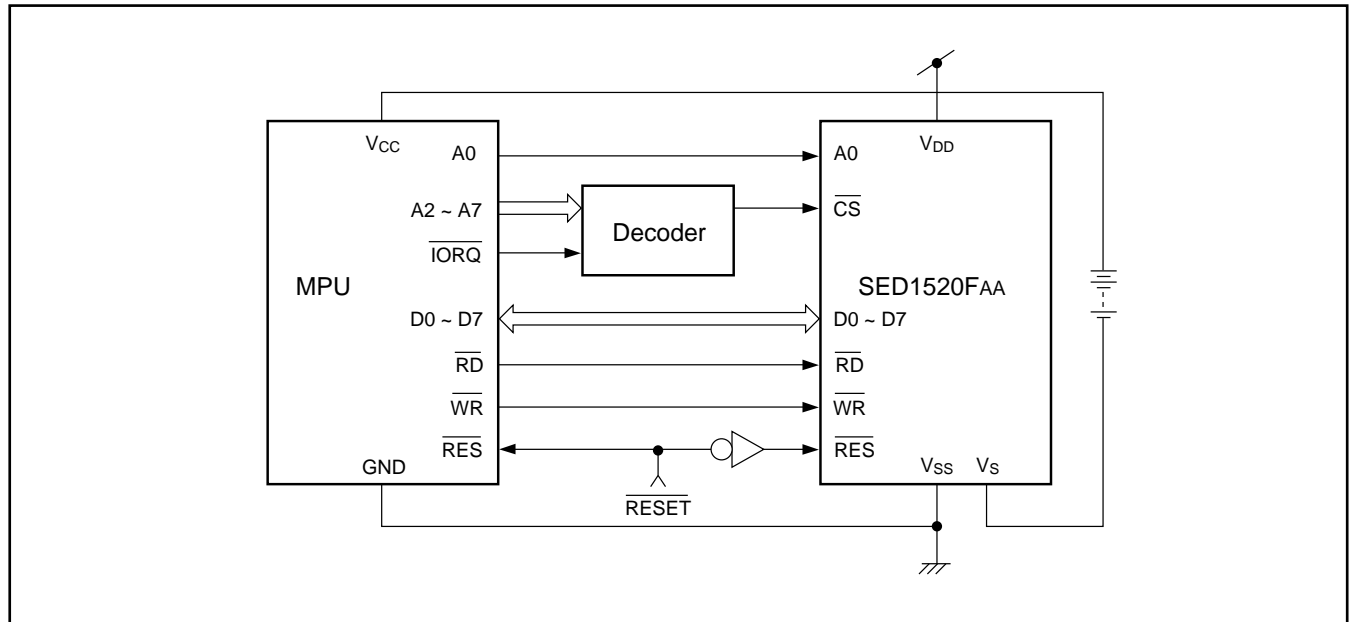 VCC
A0
A2 ~ A7
IORQ
MPU
D0 ~ D7
RD
WR
RES
GND
Decoder
RESET
VDD
A0
CS
SED1520FAA
D0 ~ D7
RD
WR
RES
VSS
VS